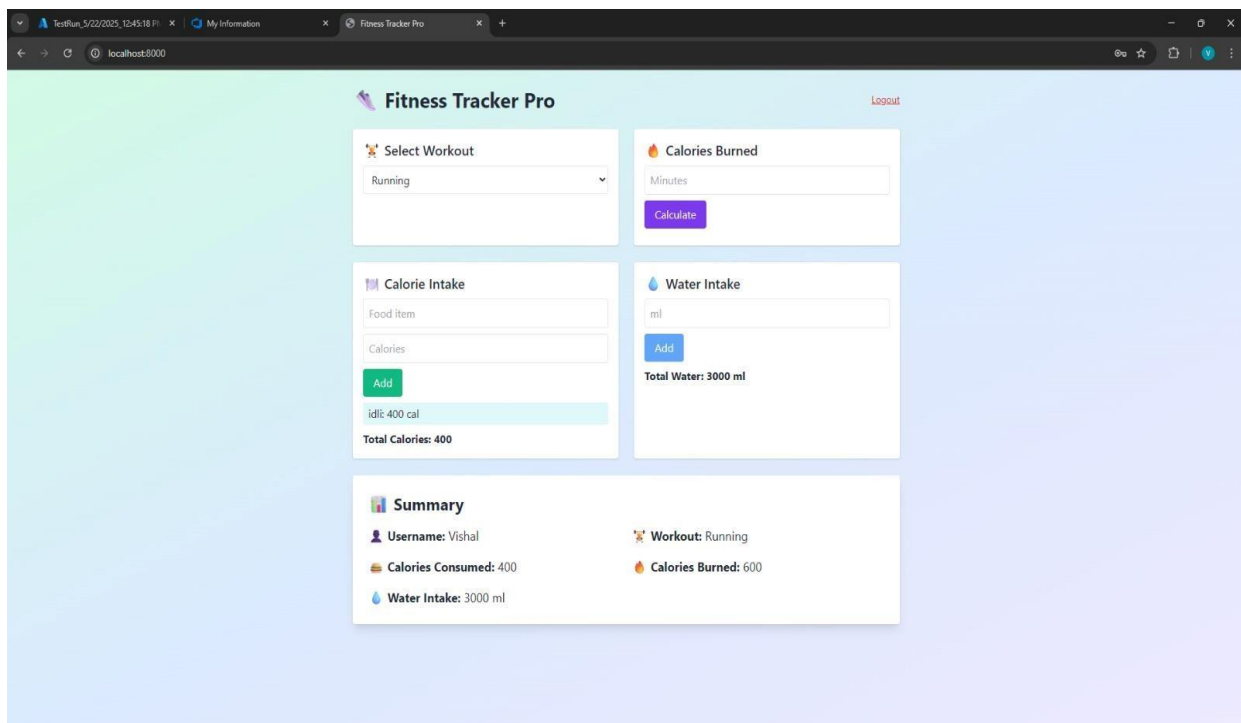 TestRun_5/22/2025_12:45:18 P
My Information
Fitness Tracker Pro
localhost:8000
V
Fitness Tracker Pro
Logout
Select Workout
Running
Calories Burned
Minutes
Calculate
Calorie Intake
Food item
Calories
Add
idli: 400 cal
Total Calories: 400
Water Intake
ml
Add
Total Water: 3000 ml
Summary
Username: Vishal
Workout: Running
Calories Consumed: 400
Calories Burned: 600
Water Intake: 3000 ml